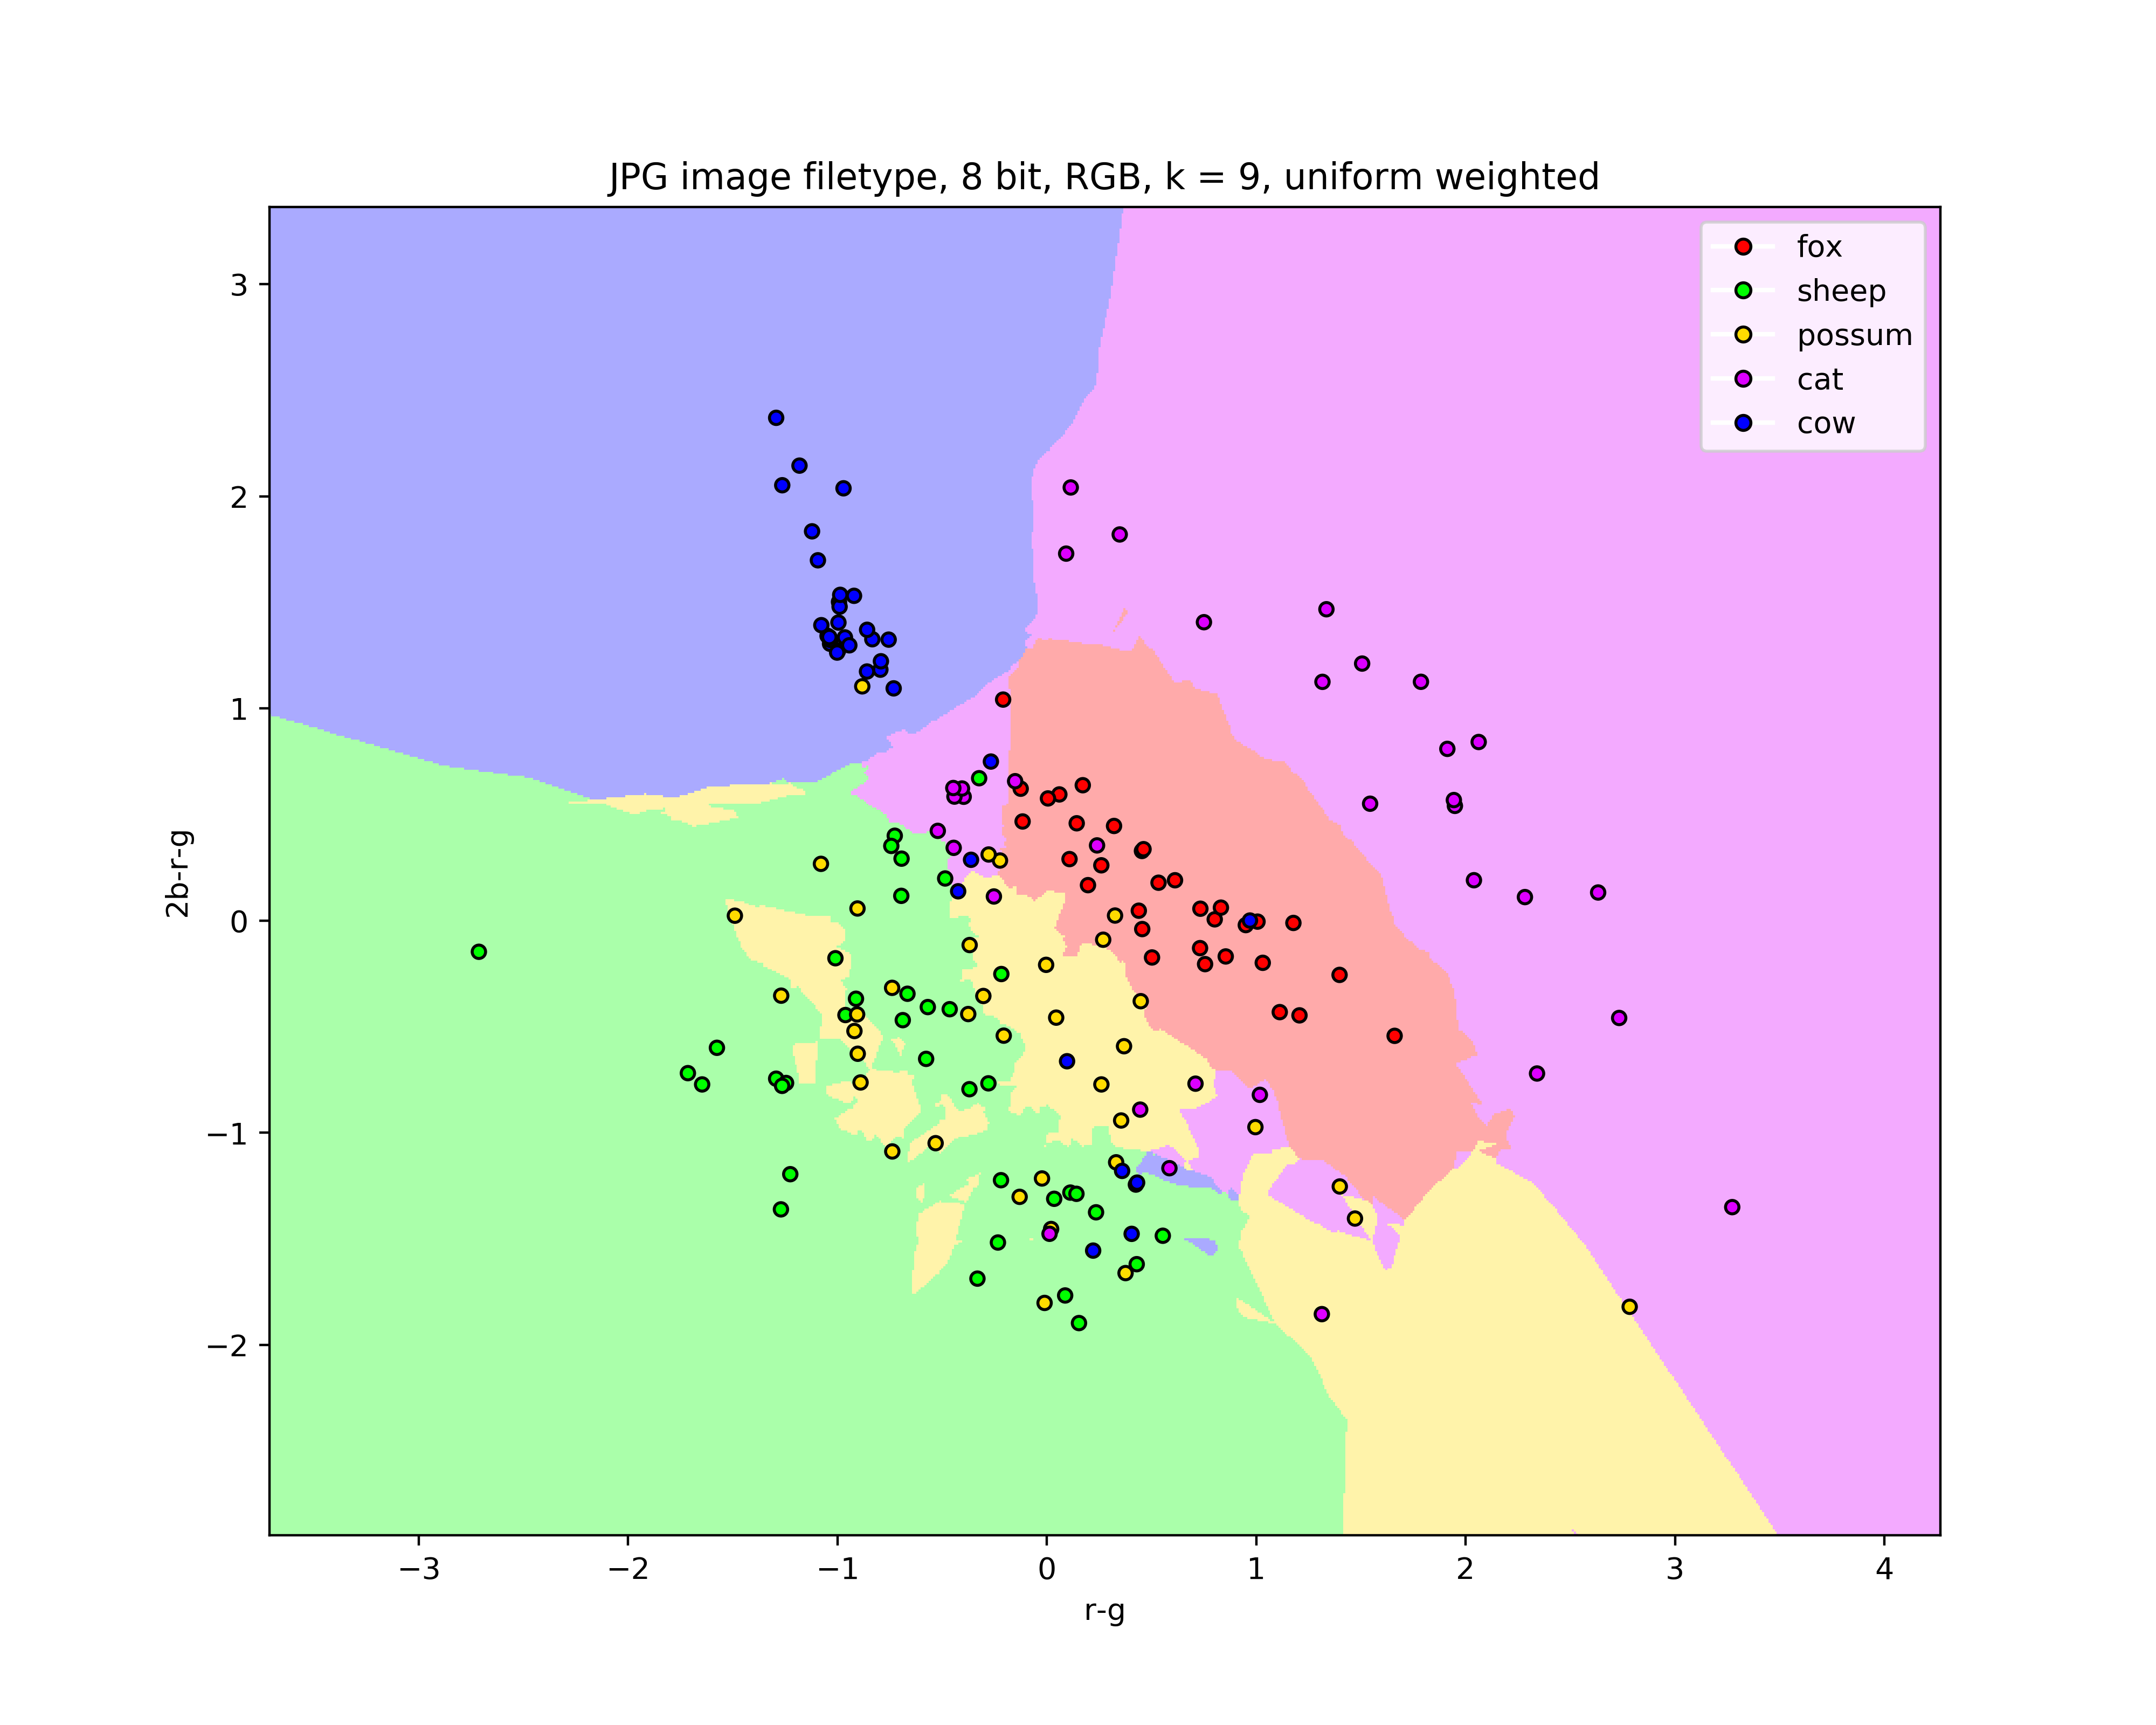 JPG image filetype, 8 bit, RGB, k = 9, uniform weighted
fox
sheep
possum
cat
cow
3
2
1
0
−1
−2
2b-r-g
−3
−2
−1
0
1
2
3
4
r-g